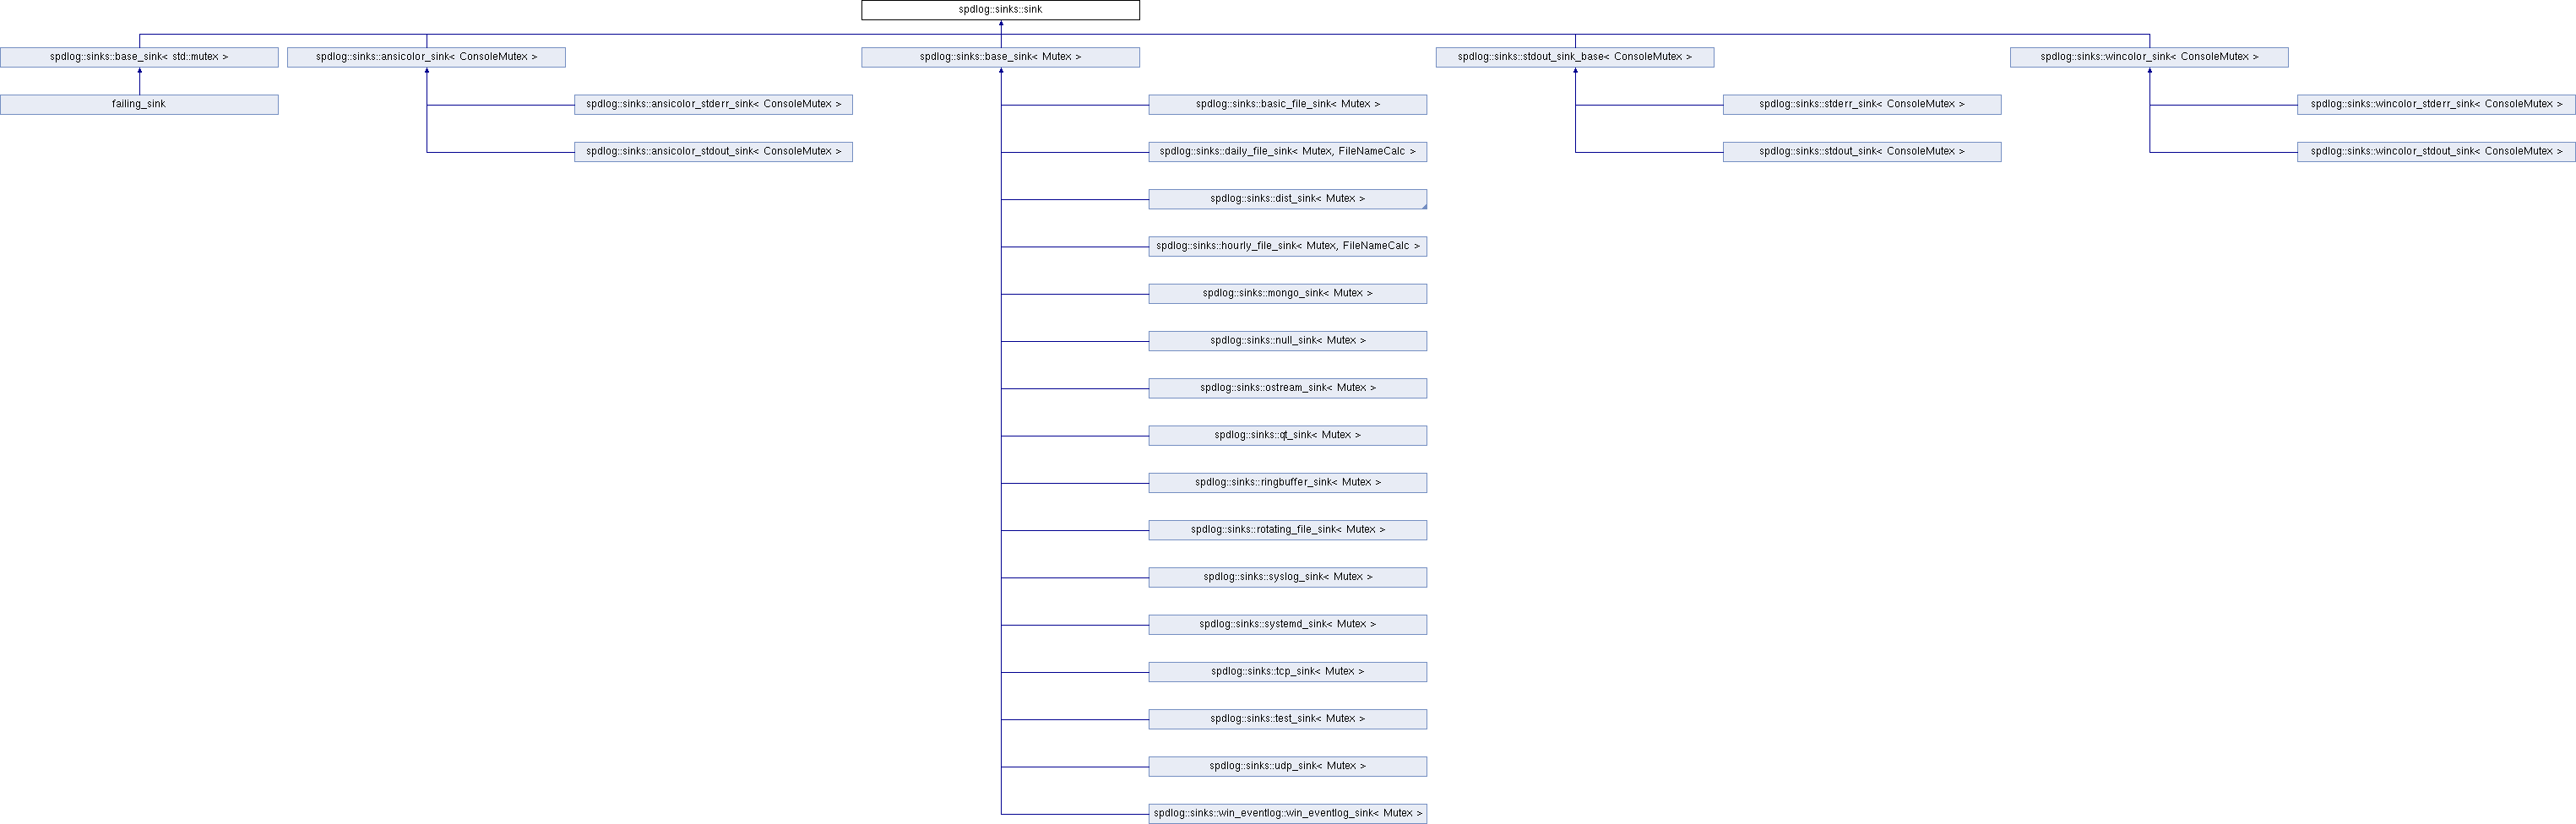 spdlog::sinks::sink
spdlog::sinks::base_sink< std::mutex >
spdlog::sinks::ansicolor_sink< ConsoleMutex >
spdlog::sinks::base_sink< Mutex >
spdlog::sinks::stdout_sink_base< ConsoleMutex >
spdlog::sinks::wincolor_sink< ConsoleMutex >
failing_sink
spdlog::sinks::ansicolor_stderr_sink< ConsoleMutex >
spdlog::sinks::basic_file_sink< Mutex >
spdlog::sinks::stderr_sink< ConsoleMutex >
spdlog::sinks::wincolor_stderr_sink< ConsoleMutex >
spdlog::sinks::ansicolor_stdout_sink< ConsoleMutex >
spdlog::sinks::daily_file_sink< Mutex, FileNameCalc >
spdlog::sinks::stdout_sink< ConsoleMutex >
spdlog::sinks::wincolor_stdout_sink< ConsoleMutex >
spdlog::sinks::dist_sink< Mutex >
spdlog::sinks::hourly_file_sink< Mutex, FileNameCalc >
spdlog::sinks::mongo_sink< Mutex >
spdlog::sinks::null_sink< Mutex >
spdlog::sinks::ostream_sink< Mutex >
spdlog::sinks::qt_sink< Mutex >
spdlog::sinks::ringbuffer_sink< Mutex >
spdlog::sinks::rotating_file_sink< Mutex >
spdlog::sinks::syslog_sink< Mutex >
spdlog::sinks::systemd_sink< Mutex >
spdlog::sinks::tcp_sink< Mutex >
spdlog::sinks::test_sink< Mutex >
spdlog::sinks::udp_sink< Mutex >
spdlog::sinks::win_eventlog::win_eventlog_sink< Mutex >